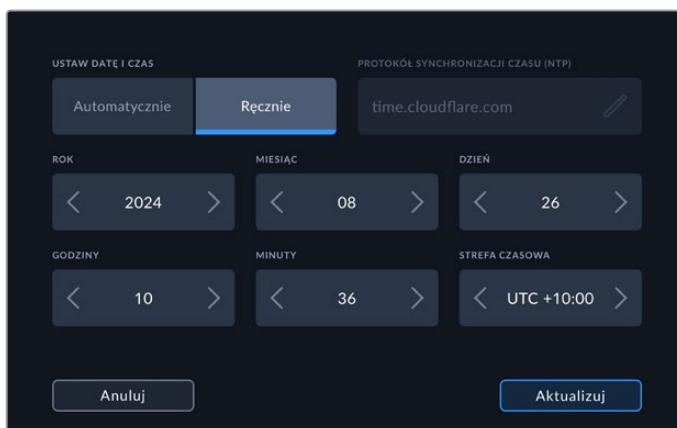 USTAW DATĘ I CZAS
PROTOKÓŁ SYNCHRONIZACJI CZASU (NTP)
Automatycznie
Ręcznie
time.cloudflare.com
ROK
MIESIĄC
DZIEŃ
2024
08
26
GODZINY
MINUTY
STREFA CZASOWA
10
36
UTC +10:00
Anuluj
Aktualizuj